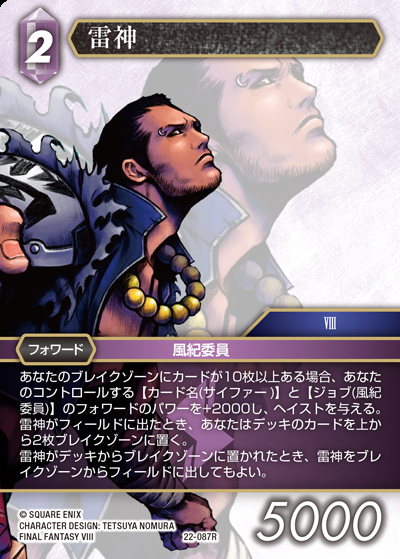 2
雷神
VIII
フォワード
風紀委員
あなたのブレイクゾーンにカードが10枚以上ある場合、あなた
のコントロールする【カード名(サイファー)】と【ジョブ(風紀
委員)】のフォワードのパワーを+2000し、ヘイストを与える。
雷神がフィールドに出たとき、あなたはデッキのカードを上か
ら2枚ブレイクゾーンに置く。
雷神がデッキからブレイクゾーンに置かれたとき、雷神をブレ
イクゾーンからフィールドに出してもよい。
© SQUARE ENIX
CHARACTER DESIGN: TETSUYA NOMURA
FINAL FANTASY VIII
22-087R
5000